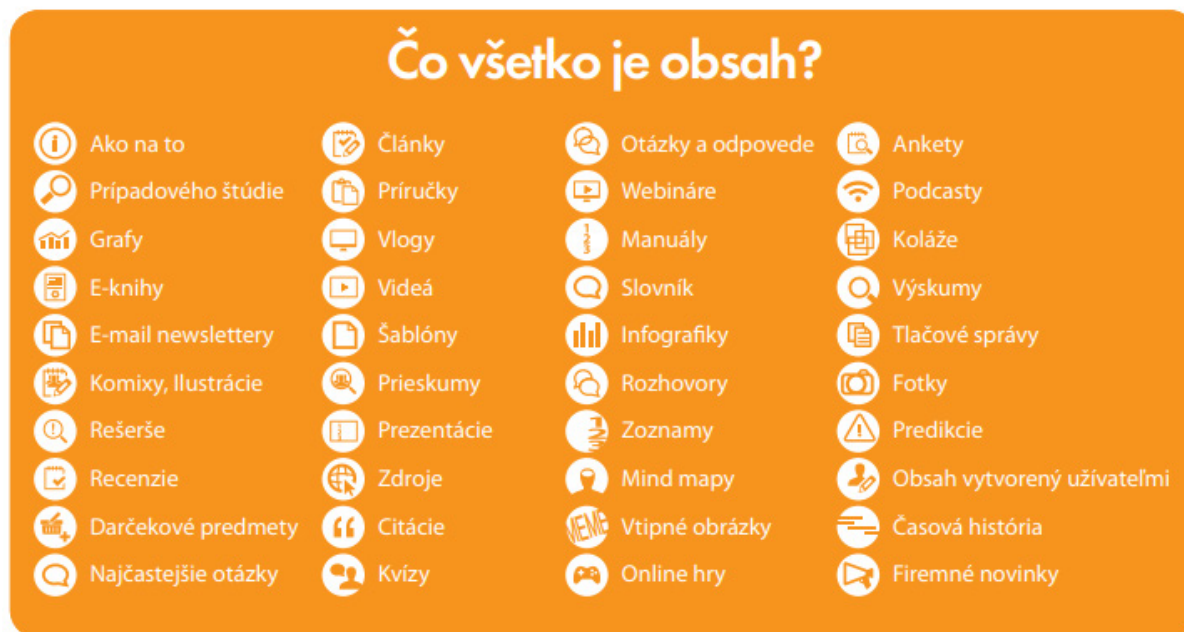 Čo všetko je obsah?
Ako na to
Prípadového štúdie
Grafy
E-knihy
E-mail newslettery
Komixy, Ilustrácie
Rešerše
Recenzie
Darčekové predmety
Najčastejšie otázky
Články
Príručky
Vlogy
Videá
Šablóny
Prieskumy
Prezentácie
Zdroje
Citácie
Kvízy
Otázky a odpovede
Webináre
Manuály
Slovník
Infografiky
Rozhovory
Zoznamy
Mind mapy
MEME
Vtipné obrázky
Online hry
Ankety
Podcasty
Koláže
Výskumy
Tlačové správy
Fotky
Predikcie
Obsah vytvorený užívateľmi
Časová história
Firemné novinky